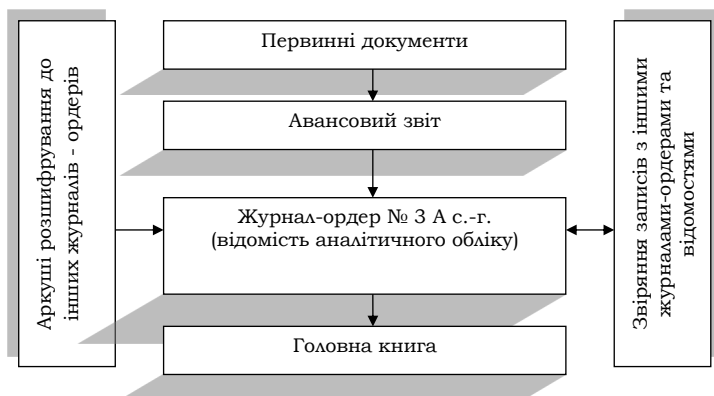 Аркуші розшифрування до
інших журналів - ордерів
Первинні документи
Авансовий звіт
Журнал-ордер № 3 А с.-г.
(відомість аналітичного обліку)
Головна книга
Звіряння записів з іншими
журналами-ордерами та
відомостями